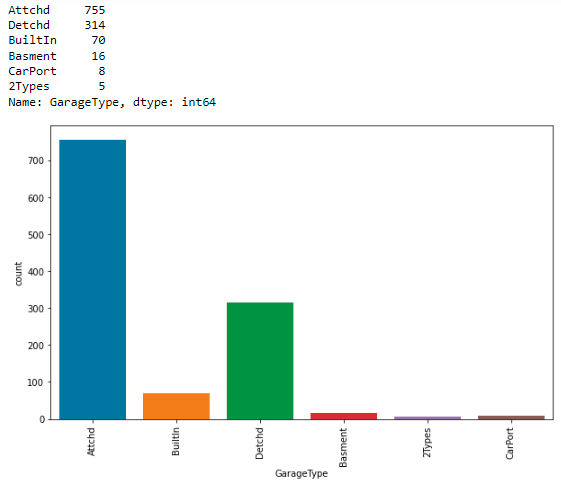 Attchd 755
Detchd 314
BuiltIn 70
Basment 16
CarPort 8
2Types 5
Name: GarageType, dtype: int64
700
600
500
400
300
200
100
0
count
Attchd
BuiltIn
Detchd
Basment
2Types
CarPort
GarageType